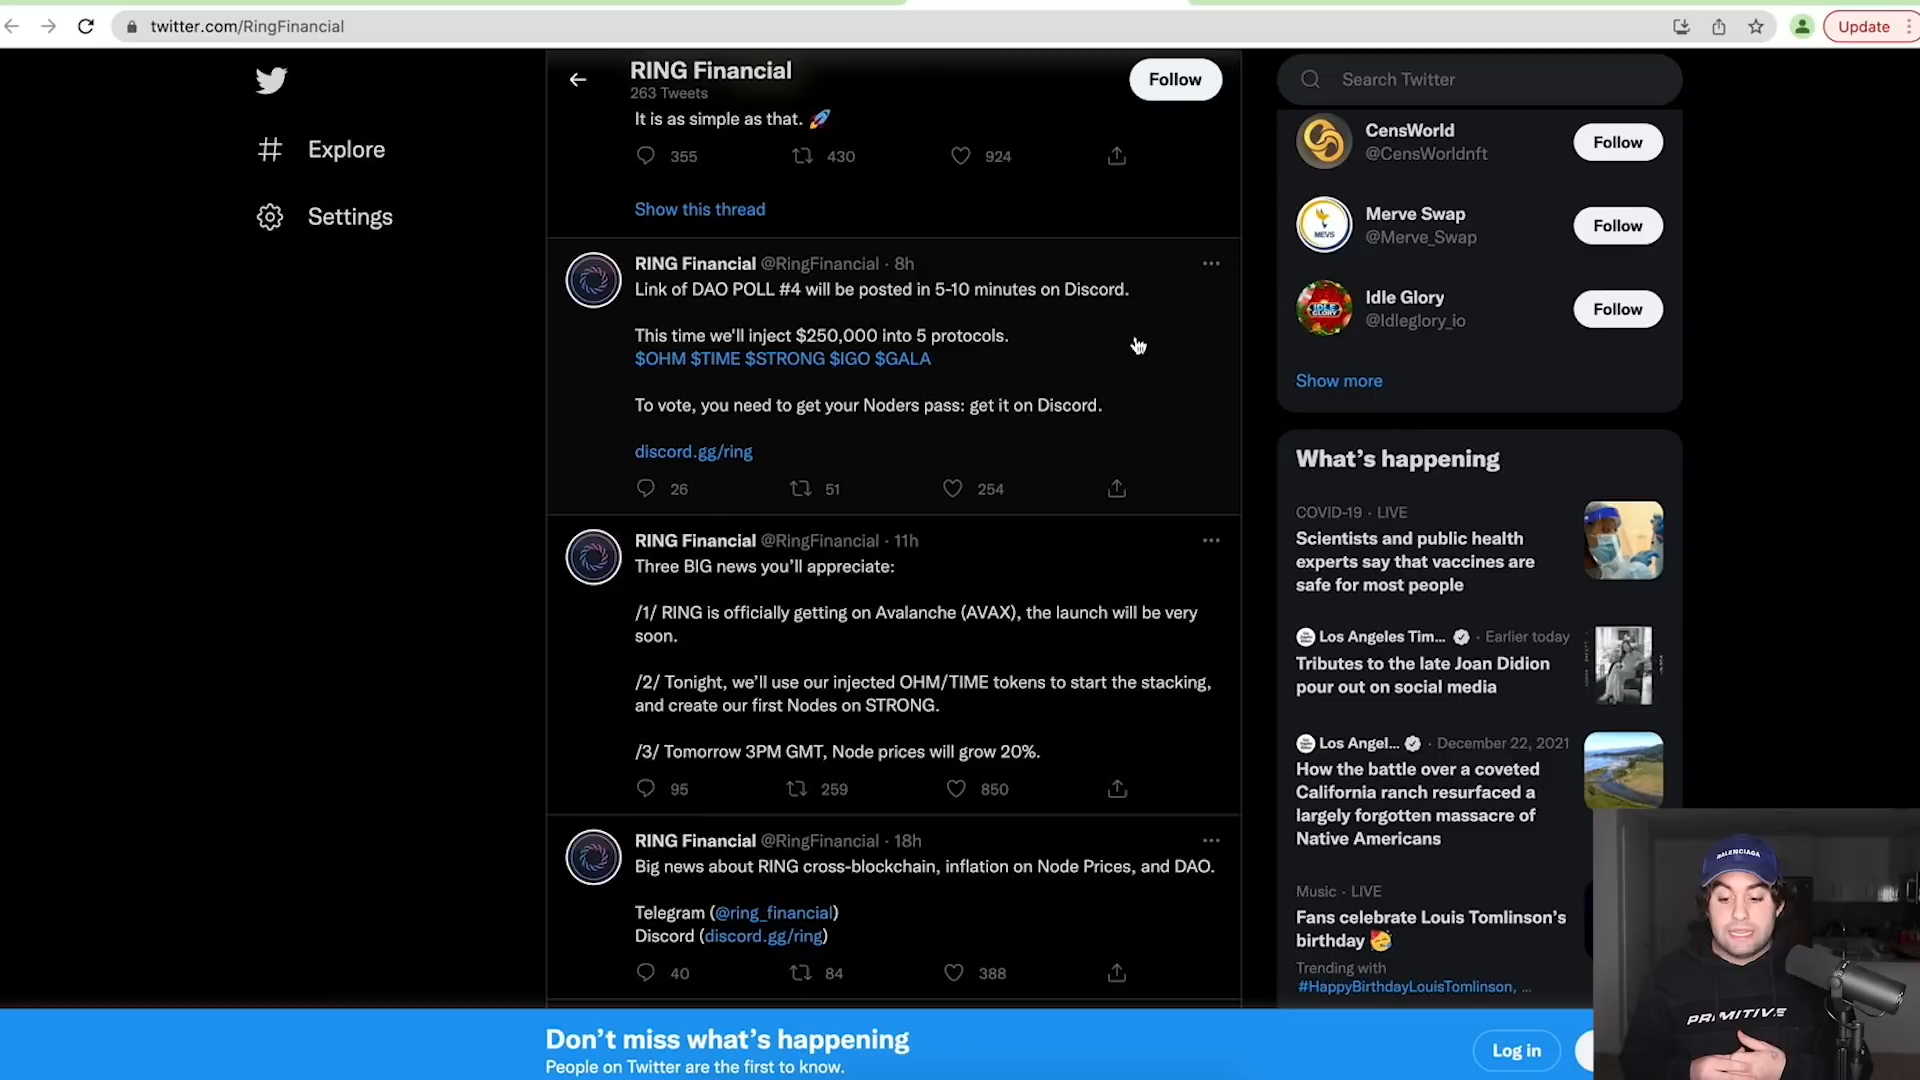 twitter.com/RingFinancial
Update
Explore
Settings
RING Financial
263 Tweets
Follow
It is as simple as that. 🚀
355 430 924
Show this thread
RING Financial @RingFinancial · 8h
Link of DAO POLL #4 will be posted in 5-10 minutes on Discord.
This time we'll inject $250,000 into 5 protocols.
$OHM $TIME $STRONG $IGO $GALA
To vote, you need to get your Noders pass: get it on Discord.
discord.gg/ring
26 51 254
RING Financial @RingFinancial · 11h
Three BIG news you'll appreciate:
/1/ RING is officially getting on Avalanche (AVAX), the launch will be very
soon.
/2/ Tonight, we'll use our injected OHM/TIME tokens to start the stacking,
and create our first Nodes on STRONG.
/3/ Tomorrow 3PM GMT, Node prices will grow 20%.
95 259 850
RING Financial @RingFinancial · 18h
Big news about RING cross-blockchain, inflation on Node Prices, and DAO.
Telegram (@ring_financial)
Discord (discord.gg/ring)
40 84 388
Search Twitter
CensWorld
@CensWorldnft
Follow
MEVS
Merve Swap
@Merve_Swap
Follow
IDLE GLORY
Idle Glory
@Idleglory_io
Follow
Show more
What's happening
COVID-19 · LIVE
Scientists and public health
experts say that vaccines are
safe for most people
Los Angeles Tim... · Earlier today
Tributes to the late Joan Didion
pour out on social media
Los Angel... · December 22, 2021
How the battle over a coveted
California ranch resurfaced a
largely forgotten massacre of
Native Americans
Music · LIVE
Fans celebrate Louis Tomlinson's
birthday 🥳
Trending with
#HappyBirthdayLouisTomlinson, ...
BALENCIAGA
PRIMITIVE
Don't miss what's happening
People on Twitter are the first to know.
Log in